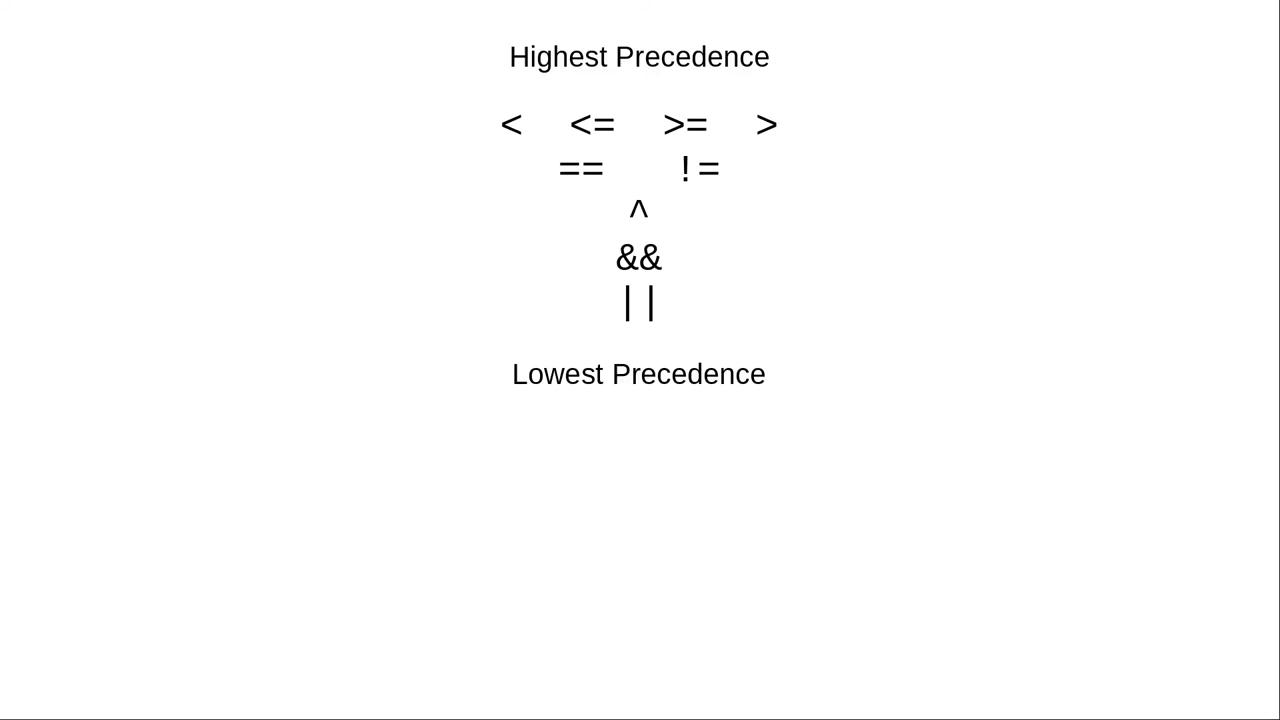 Highest Precedence
< <= >= >
== !=
^
&&
||
Lowest Precedence